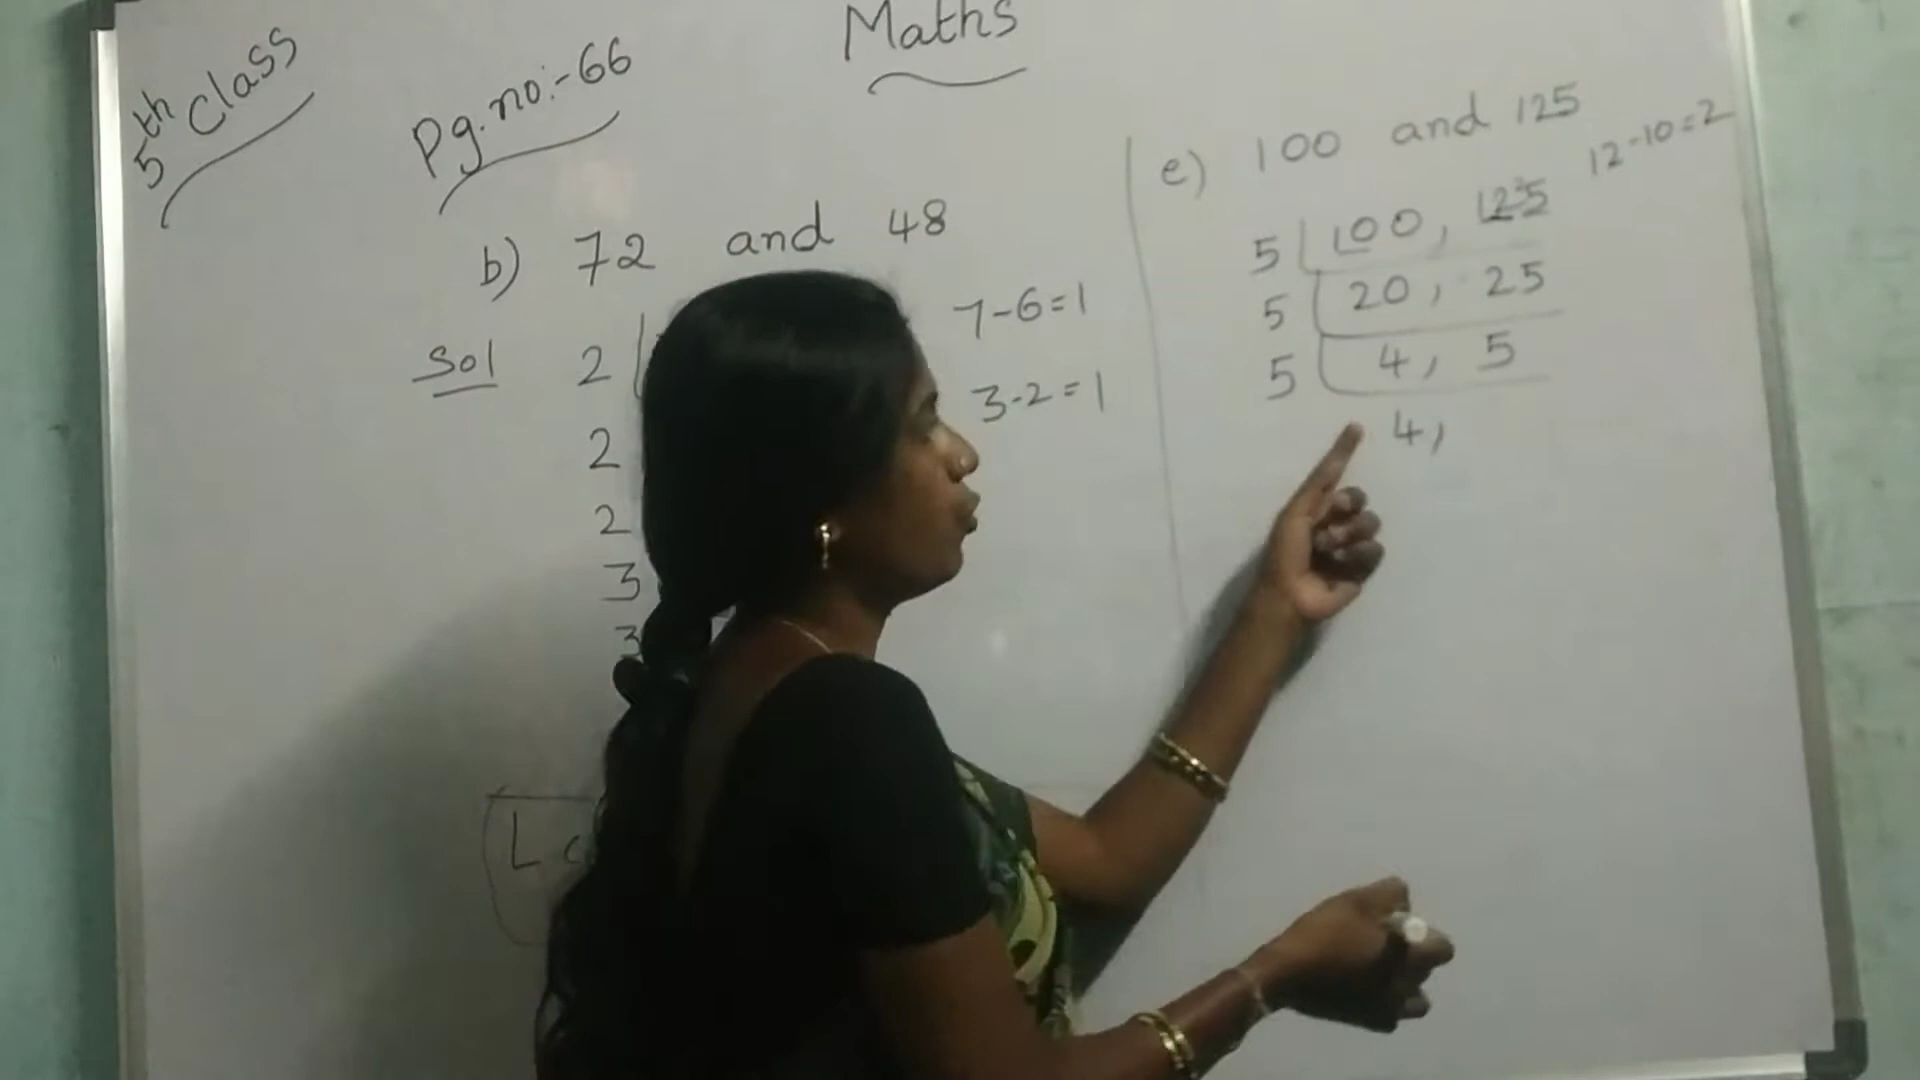 Maths
5th class
Pg.no:-66
b) 72 and 48
Sol 2
7-6=1
2
3-2=1
2
3
3
L
e) 100 and 125
12-10=2
5 100, 125
5 20, 25
5 4, 5
4,